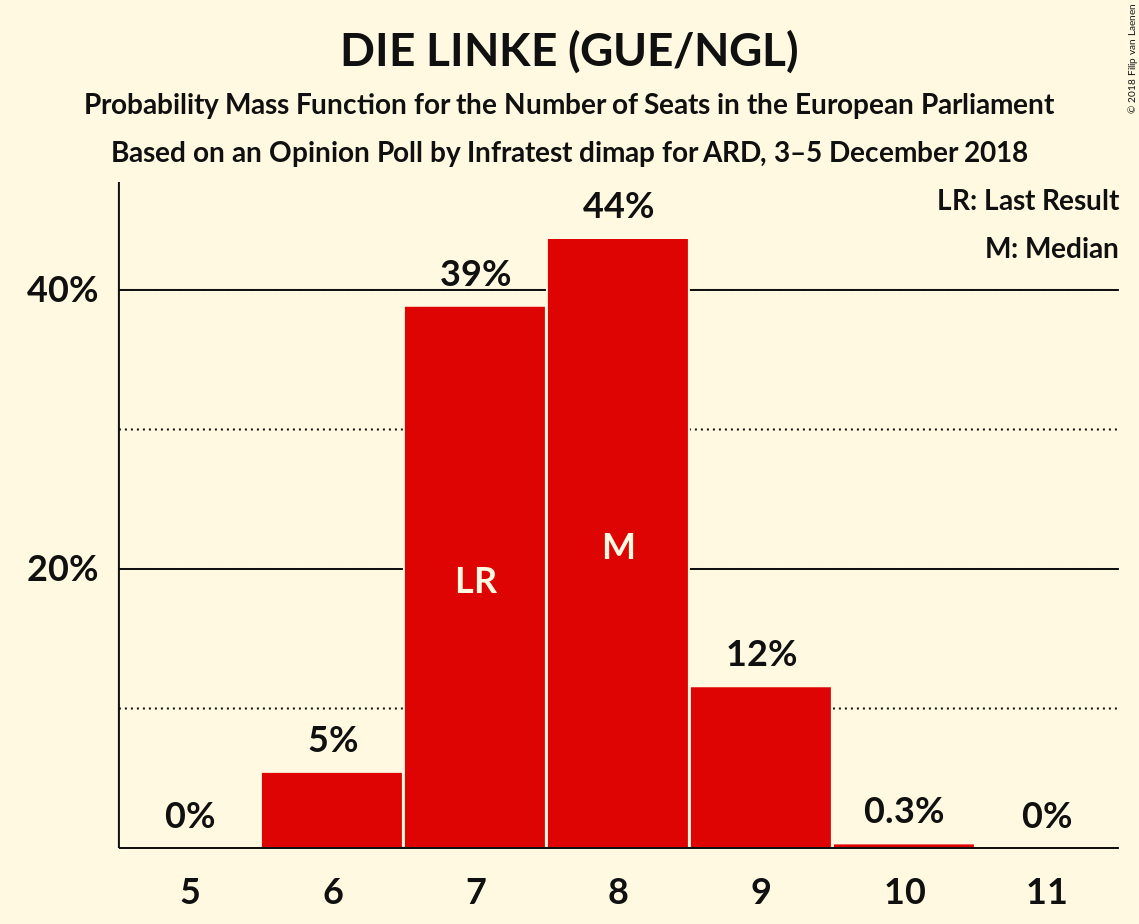 DIE LINKE (GUE/NGL)
Probability Mass Function for the Number of Seats in the European Parliament
Based on an Opinion Poll by Infratest dimap for ARD, 3–5 December 2018
© 2018 Filip van Laenen
LR: Last Result
M: Median
44%
39%
40%
M
20%
LR
12%
5%
0%
0.3%
0%
5 6 7 8 9 10 11